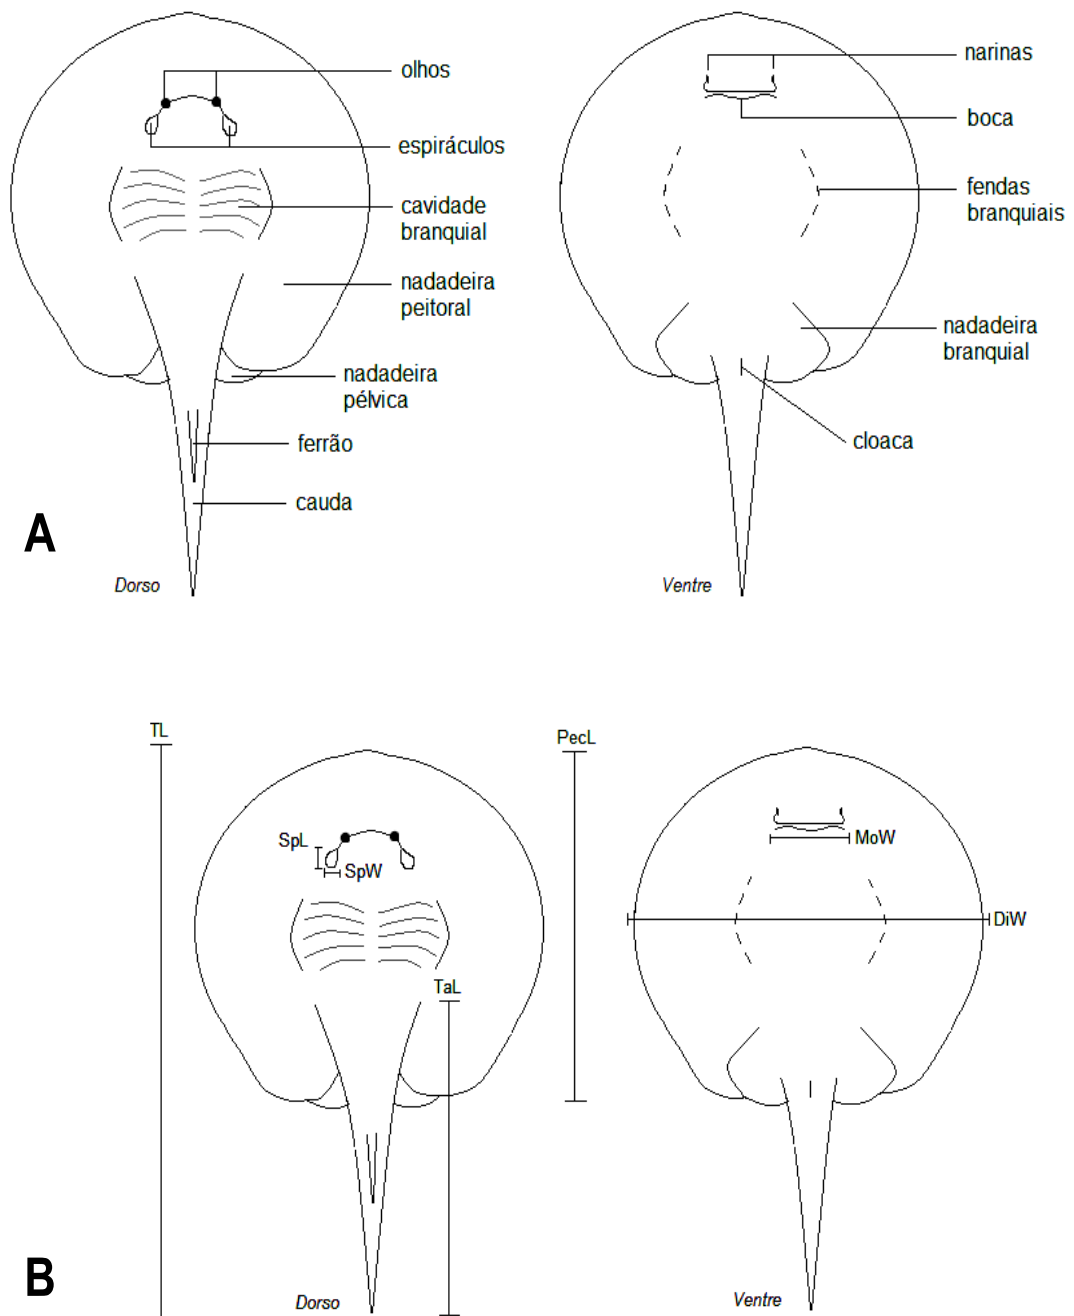 olhos
espiráculos
cavidade
branquial
nadadeira
peitoral
nadadeira
pélvica
ferrão
cauda
A
Dorso
narinas
boca
fendas
branquiais
nadadeira
branquial
cloaca
Ventre
TL
SpL
SpW
TaL
B
Dorso
PecL
MoW
DiW
Ventre